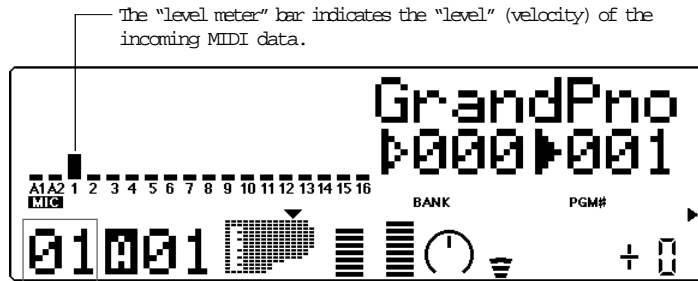 The “level meter” bar indicates the “level” (velocity) of the
incoming MIDI data.
GrandPno
000 001
A1 A2 1 2 3 4 5 6 7 8 9 10 11 12 13 14 15 16
MIC
BANK PGM#
01 A01 + 0